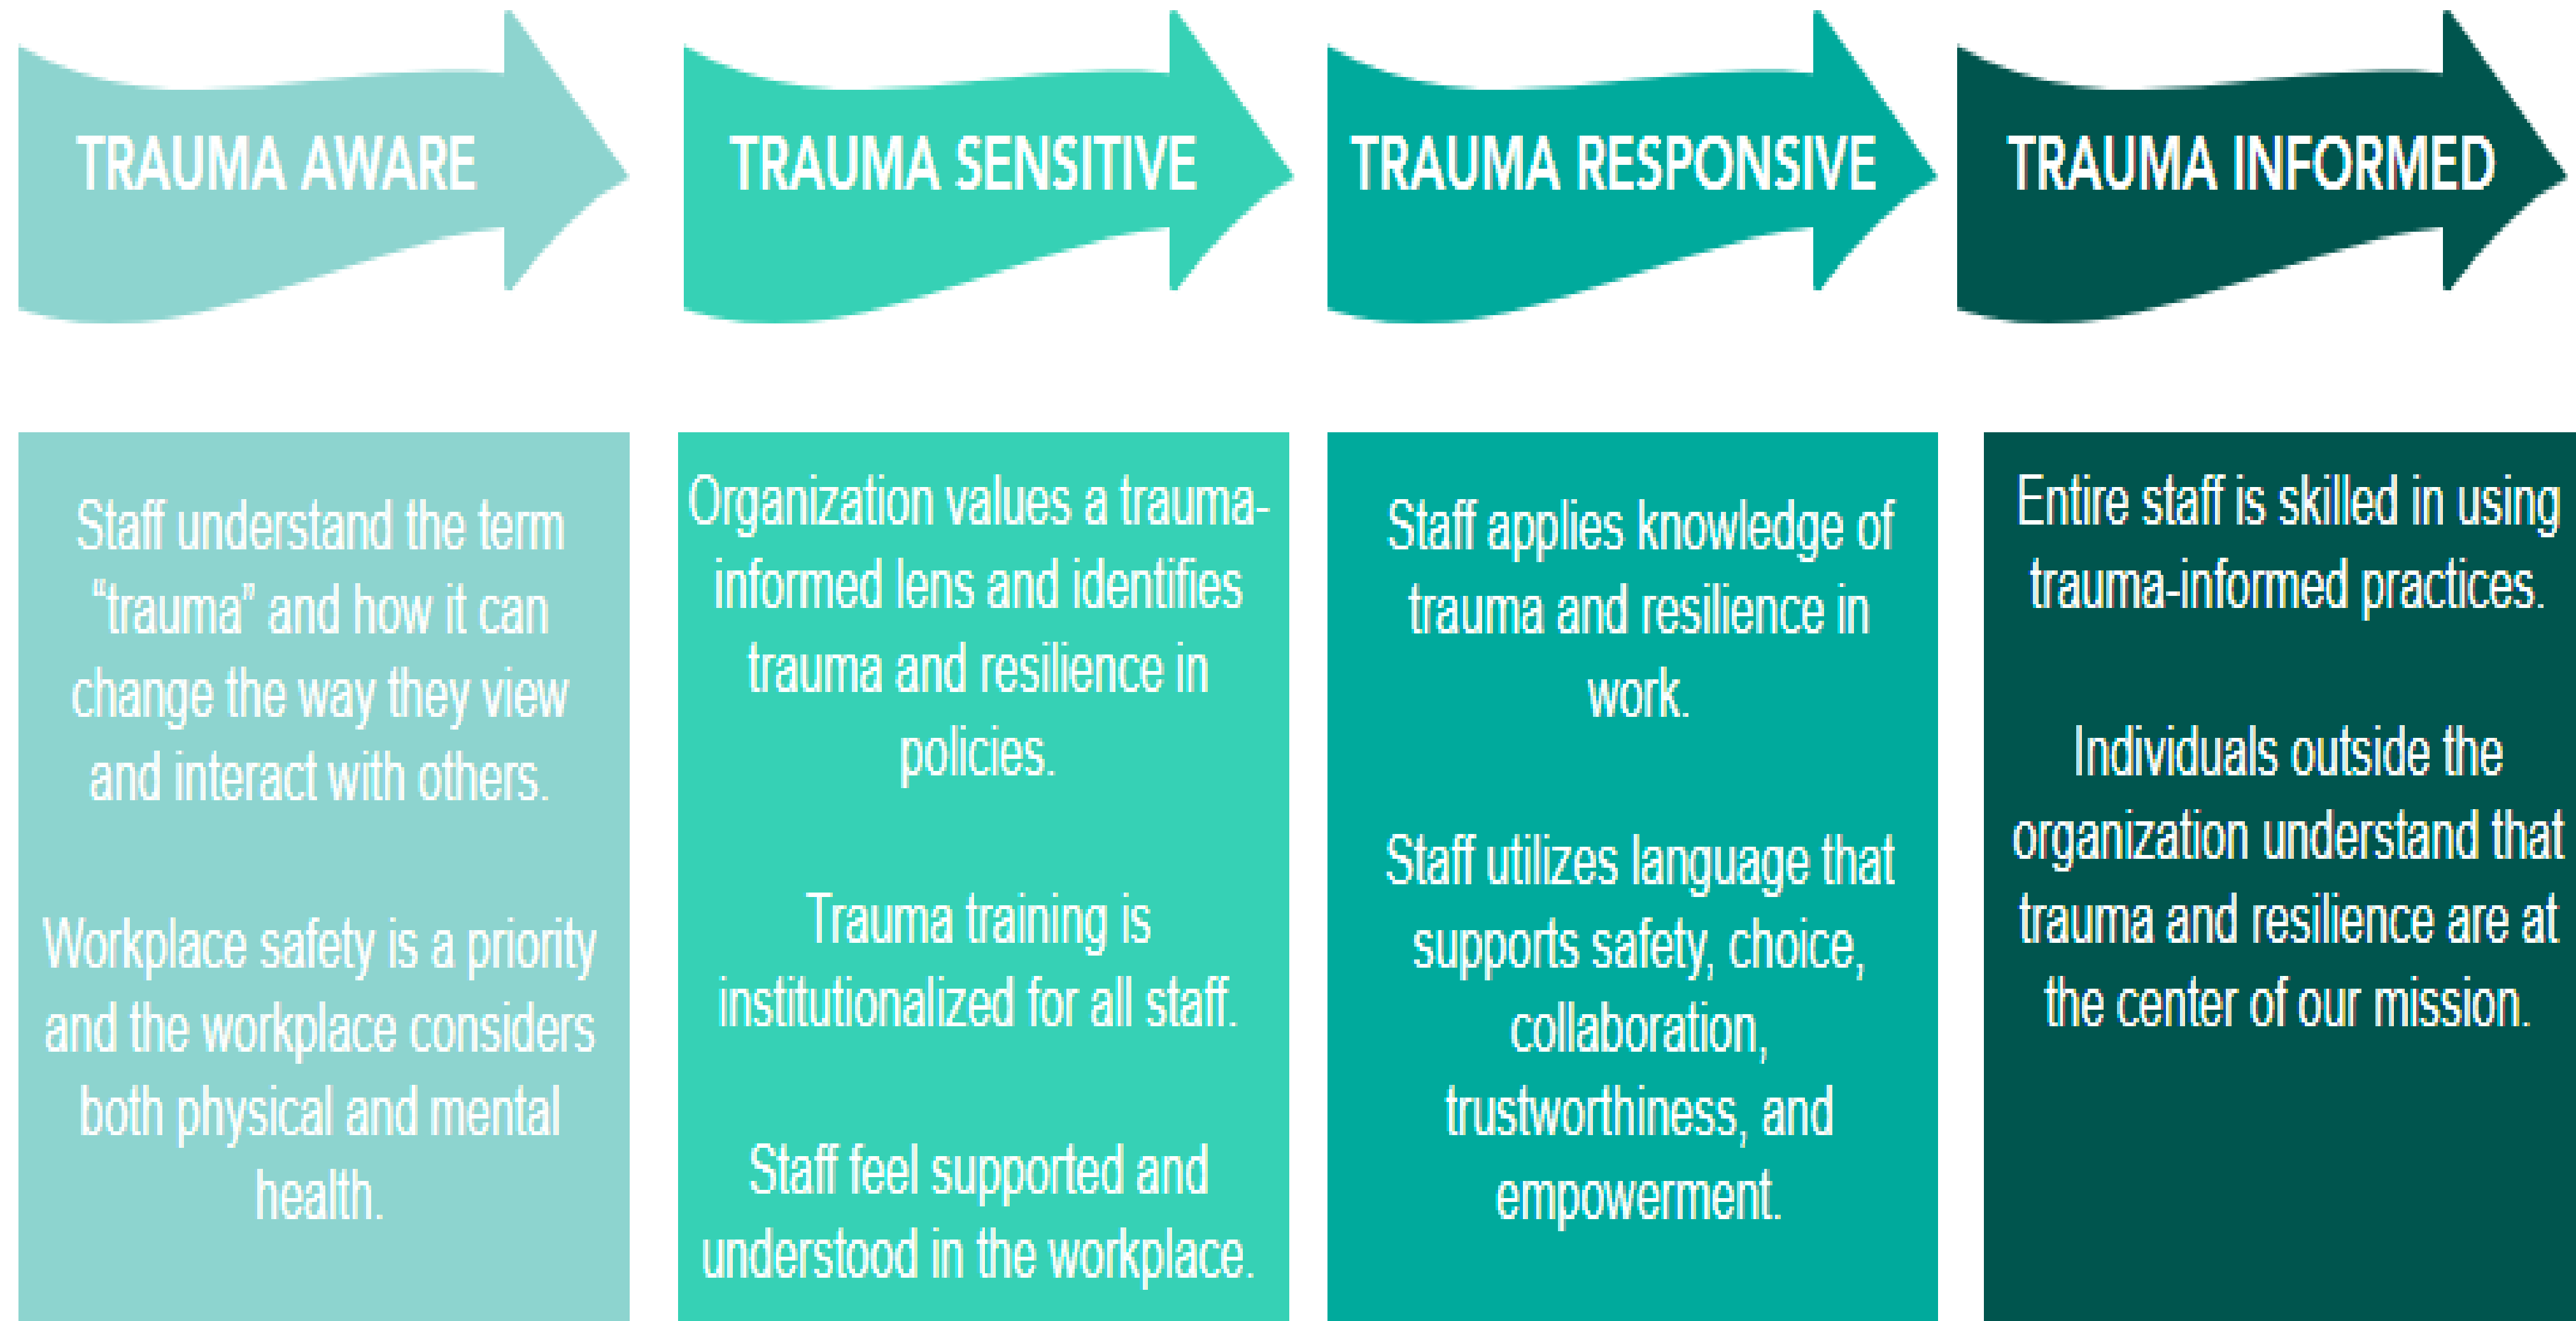 TRAUMA AWARE
TRAUMA SENSITIVE
TRAUMA RESPONSIVE
TRAUMA INFORMED
Staff understand the term
“trauma” and how it can
change the way they view
and interact with others.
Workplace safety is a priority
and the workplace considers
both physical and mental
health.
Organization values a trauma-
informed lens and identifies
trauma and resilience in
policies.
Trauma training is
institutionalized for all staff.
Staff feel supported and
understood in the workplace.
Staff applies knowledge of
trauma and resilience in
work.
Staff utilizes language that
supports safety, choice,
collaboration,
trustworthiness, and
empowerment.
Entire staff is skilled in using
trauma-informed practices.
Individuals outside the
organization understand that
trauma and resilience are at
the center of our mission.